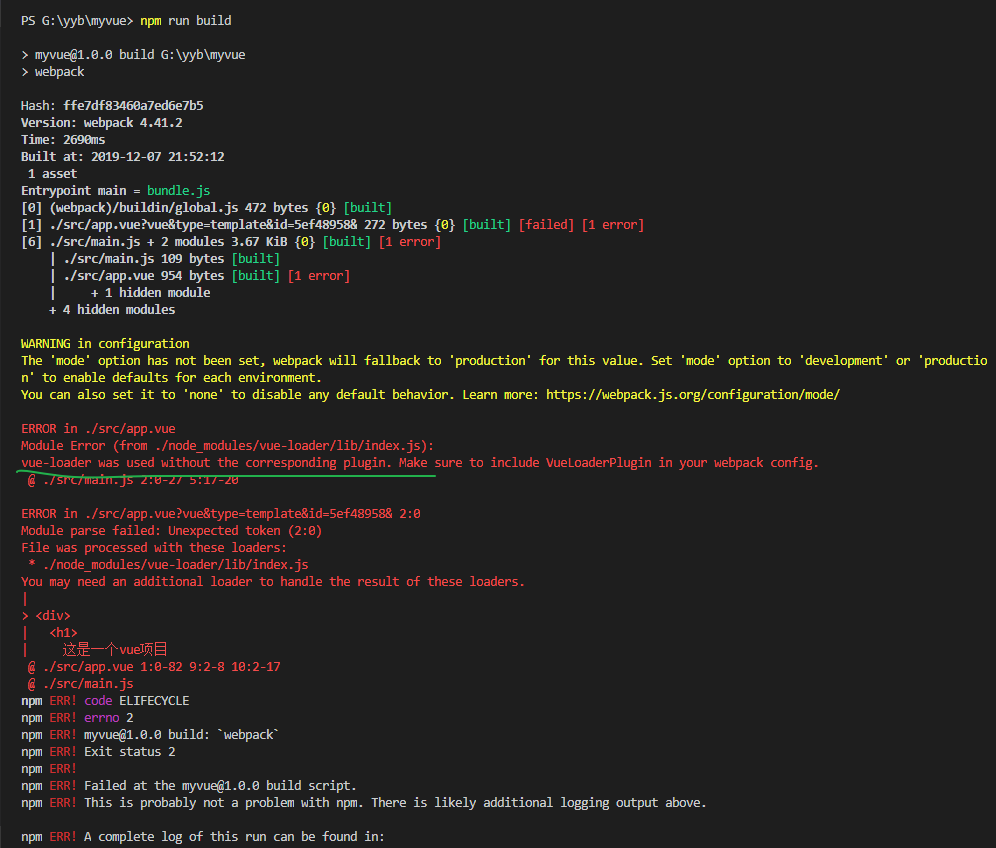 PS G:\yyb\myvue> npm run build
> myvue@1.0.0 build G:\yyb\myvue
> webpack
Hash: ffe7df83460a7ed6e7b5
Version: webpack 4.41.2
Time: 2690ms
Built at: 2019-12-07 21:52:12
1 asset
Entrypoint main = bundle.js
[0] (webpack)/buildin/global.js 472 bytes {0} [built]
[1] ./src/app.vue?vue&type=template&id=5ef48958& 272 bytes {0} [built] [failed] [1 error]
[6] ./src/main.js + 2 modules 3.67 KiB {0} [built] [1 error]
| ./src/main.js 109 bytes [built]
| ./src/app.vue 954 bytes [built] [1 error]
| + 1 hidden module
+ 4 hidden modules
WARNING in configuration
The 'mode' option has not been set, webpack will fallback to 'production' for this value. Set 'mode' option to 'development' or 'productio
n' to enable defaults for each environment.
You can also set it to 'none' to disable any default behavior. Learn more: https://webpack.js.org/configuration/mode/
ERROR in ./src/app.vue
Module Error (from ./node_modules/vue-loader/lib/index.js):
vue-loader was used without the corresponding plugin. Make sure to include VueLoaderPlugin in your webpack config.
@ ./src/main.js 2:0-27 5:17-20
ERROR in ./src/app.vue?vue&type=template&id=5ef48958& 2:0
Module parse failed: Unexpected token (2:0)
File was processed with these loaders:
* ./node_modules/vue-loader/lib/index.js
You may need an additional loader to handle the result of these loaders.
|
> <div>
| <h1>
| 这是一个vue项目
@ ./src/app.vue 1:0-82 9:2-8 10:2-17
@ ./src/main.js
npm ERR! code ELIFECYCLE
npm ERR! errno 2
npm ERR! myvue@1.0.0 build: `webpack`
npm ERR! Exit status 2
npm ERR!
npm ERR! Failed at the myvue@1.0.0 build script.
npm ERR! This is probably not a problem with npm. There is likely additional logging output above.
npm ERR! A complete log of this run can be found in: